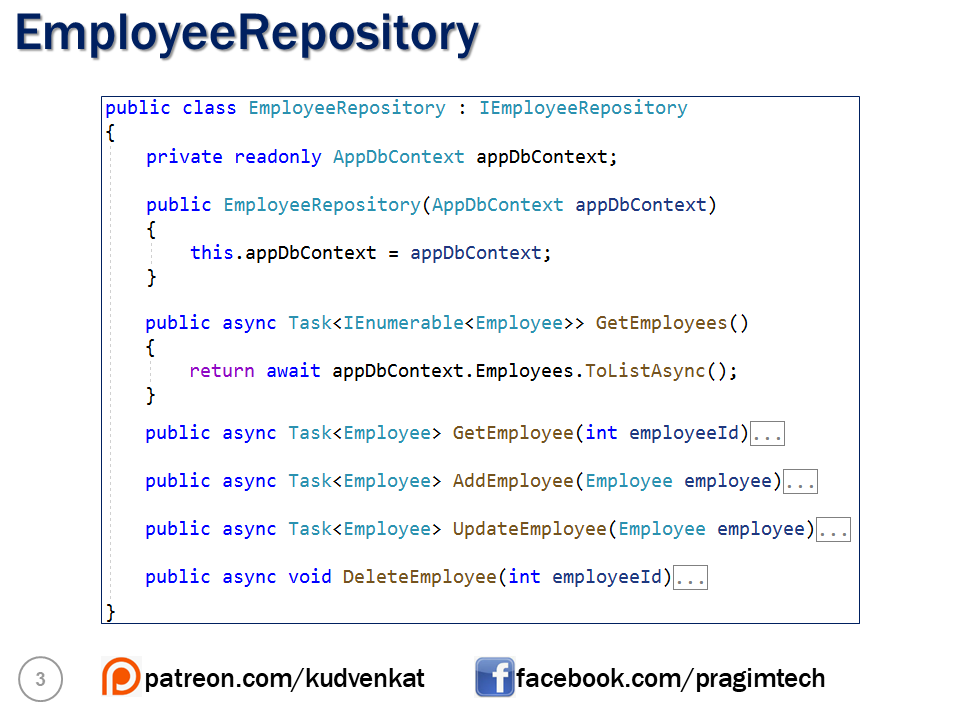 EmployeeRepository
public class EmployeeRepository : IEmployeeRepository
{
    private readonly AppDbContext appDbContext;
    public EmployeeRepository(AppDbContext appDbContext)
    {
        this.appDbContext = appDbContext;
    }
    public async Task<IEnumerable<Employee>> GetEmployees()
    {
        return await appDbContext.Employees.ToListAsync();
    }
    public async Task<Employee> GetEmployee(int employeeId)...
    public async Task<Employee> AddEmployee(Employee employee)...
    public async Task<Employee> UpdateEmployee(Employee employee)...
    public async void DeleteEmployee(int employeeId)...
}
3 patreon.com/kudvenkat facebook.com/pragimtech